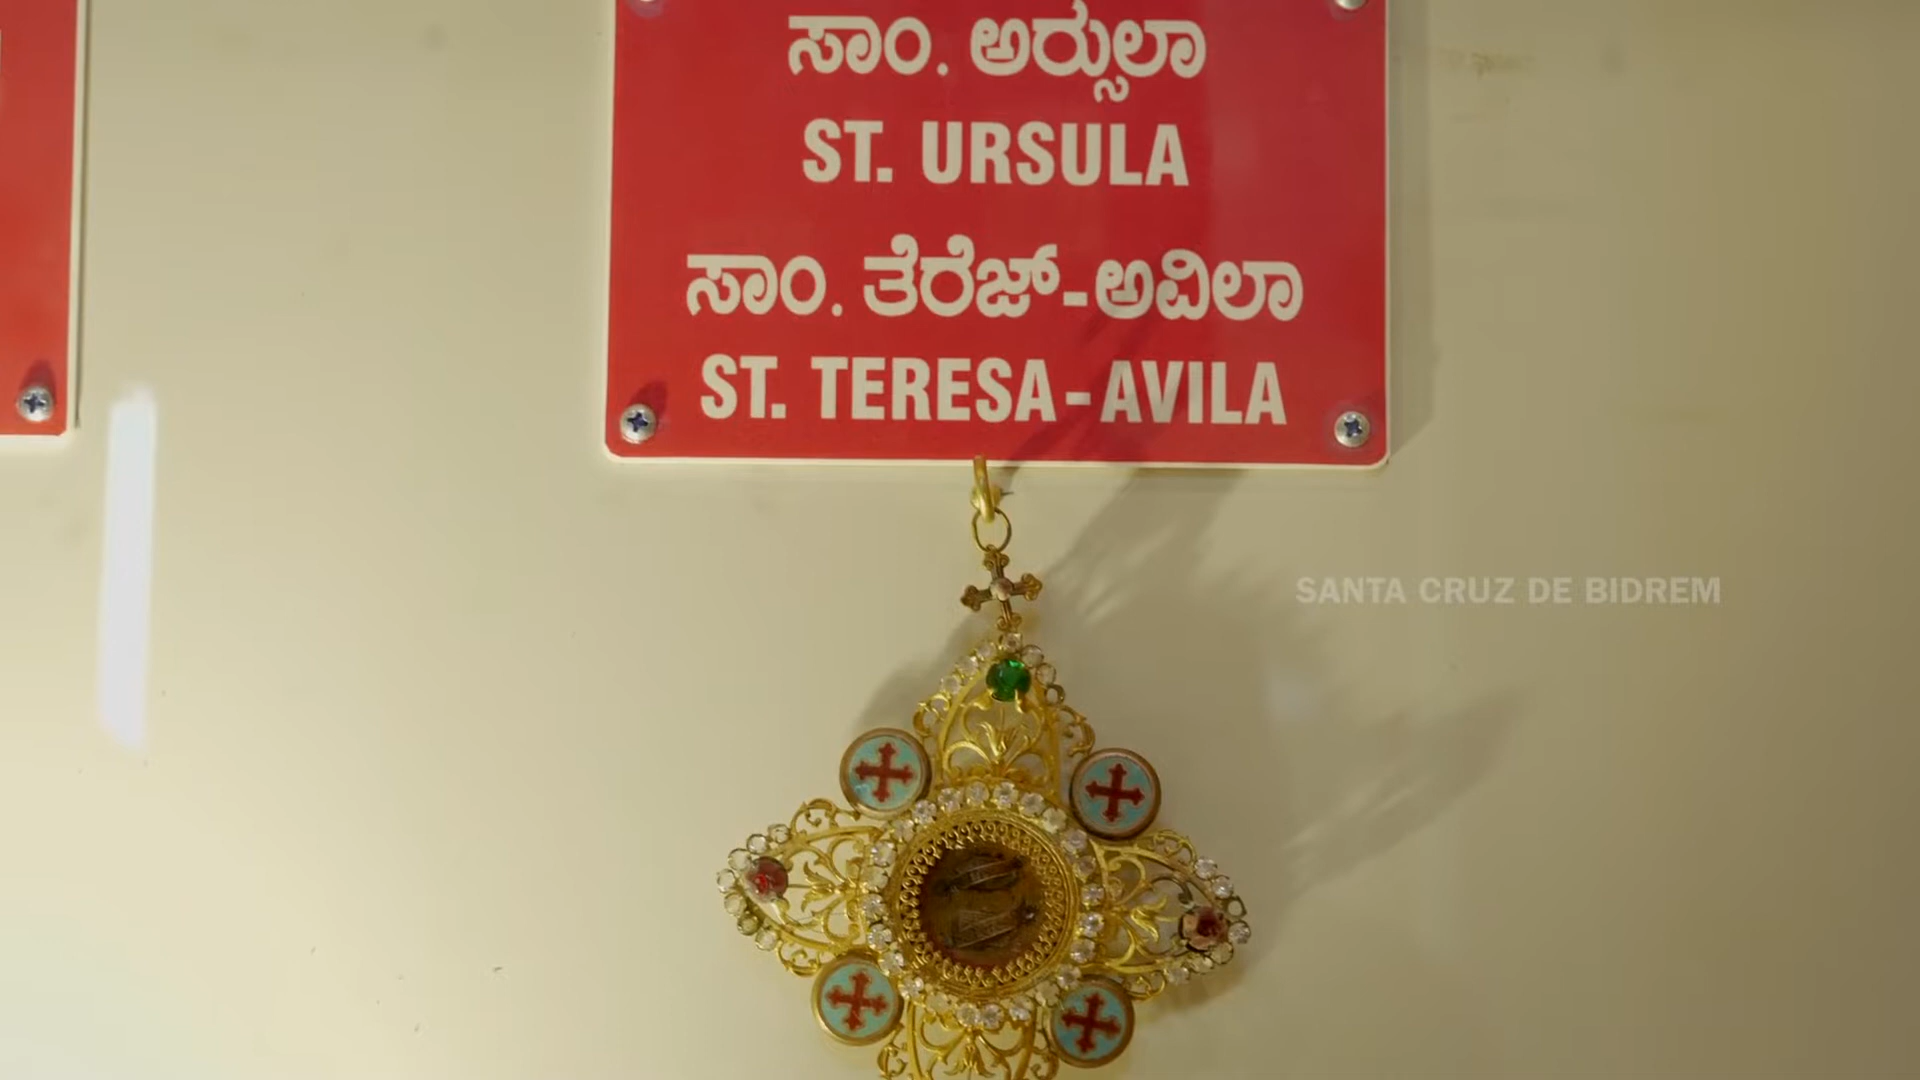 ಸಾಂ. ಅರ್ಸುಲಾ
ST. URSULA
ಸಾಂ. ತೆರೆಜ್-ಅವಿಲಾ
ST. TERESA-AVILA
SANTA CRUZ DE BIDREM